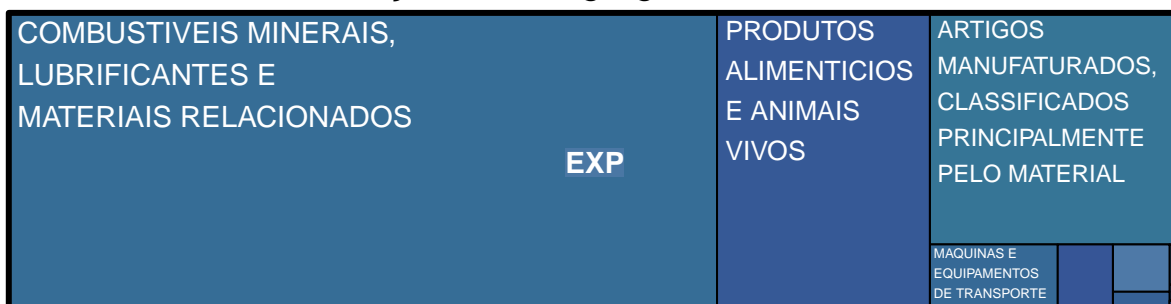 COMBUSTIVEIS MINERAIS,
LUBRIFICANTES E
MATERIAIS RELACIONADOS
EXP
PRODUTOS
ALIMENTICIOS
E ANIMAIS
VIVOS
ARTIGOS
MANUFATURADOS,
CLASSIFICADOS
PRINCIPALMENTE
PELO MATERIAL
MAQUINAS E
EQUIPAMENTOS
DE TRANSPORTE